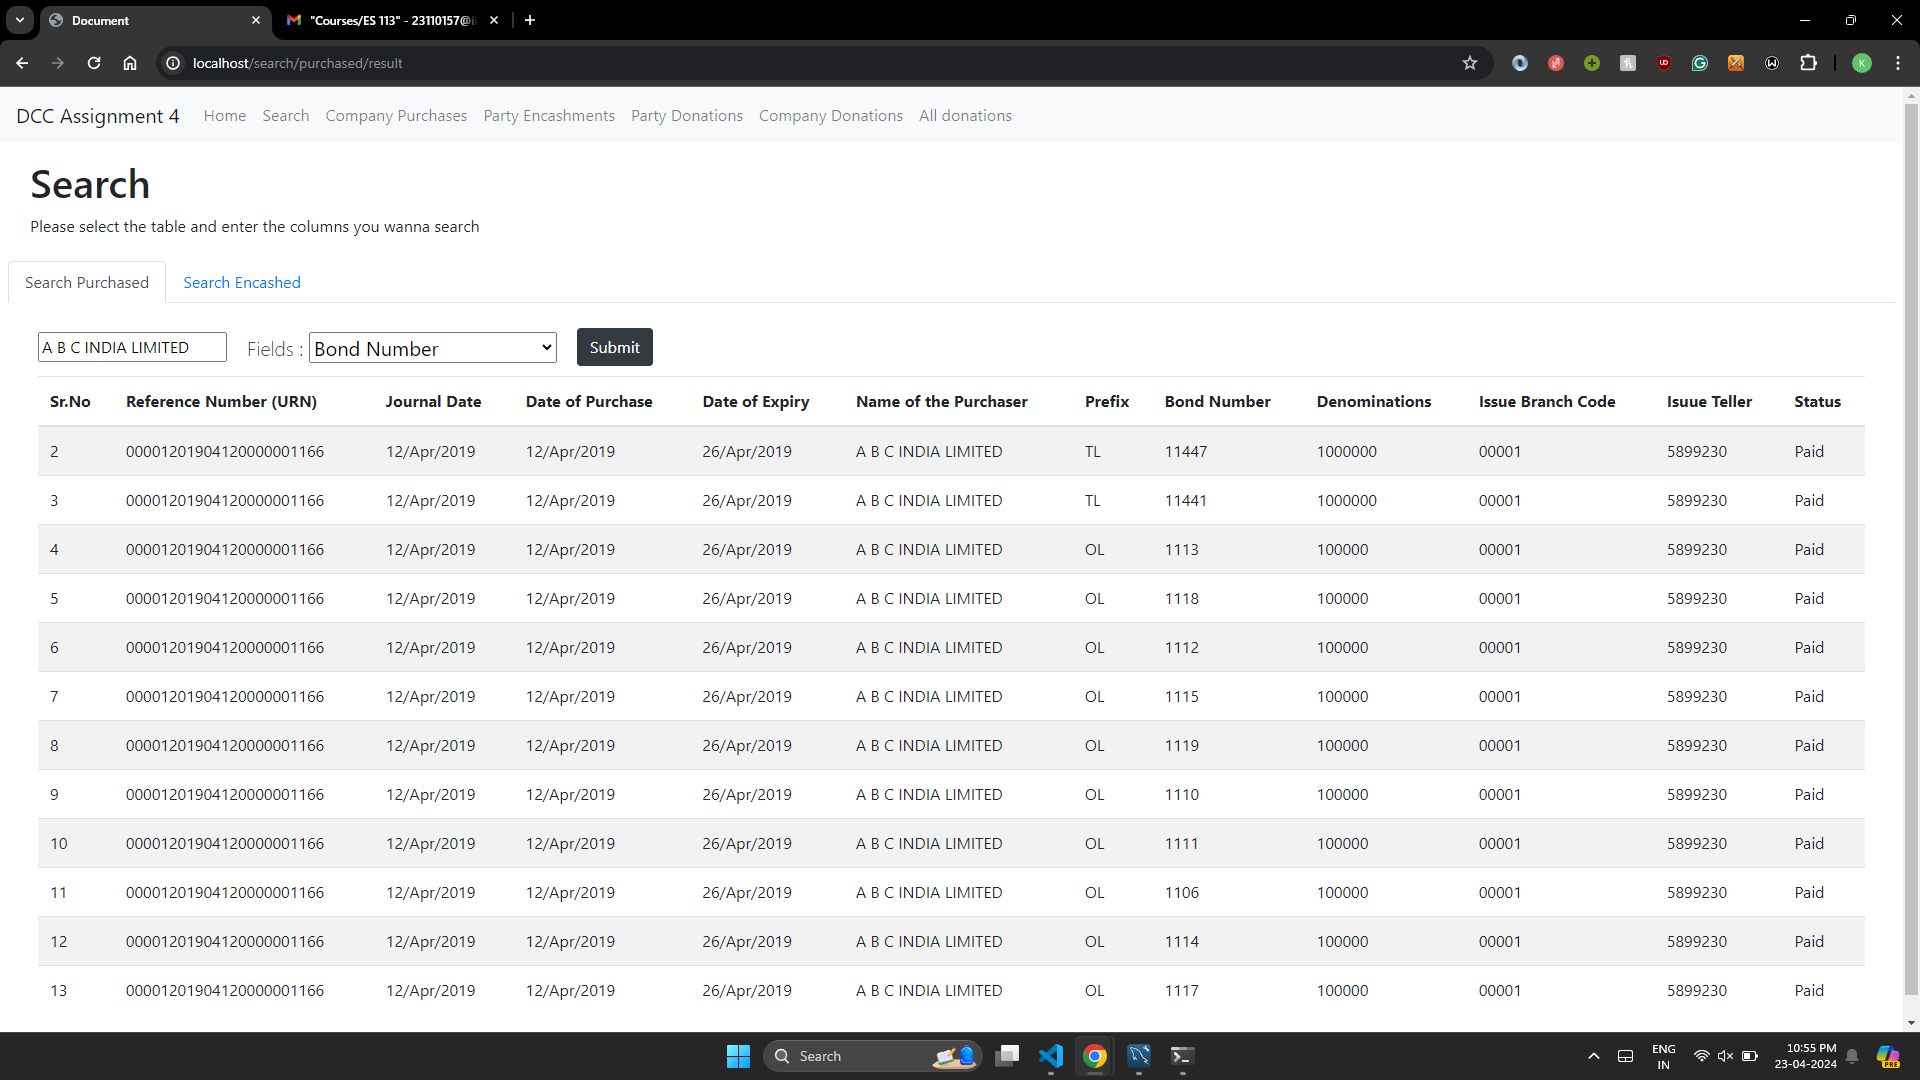 Document
"Courses/ES 113" - 23110157@i
localhost/search/purchased/result
DCC Assignment 4 Home Search Company Purchases Party Encashments Party Donations Company Donations All donations
Search
Please select the table and enter the columns you wanna search
Search Purchased Search Encashed
A B C INDIA LIMITED Fields : Bond Number Submit
Sr.No Reference Number (URN) Journal Date Date of Purchase Date of Expiry Name of the Purchaser Prefix Bond Number Denominations Issue Branch Code Isuue Teller Status
2 00001201904120000001166 12/Apr/2019 12/Apr/2019 26/Apr/2019 A B C INDIA LIMITED TL 11447 1000000 00001 5899230 Paid
3 00001201904120000001166 12/Apr/2019 12/Apr/2019 26/Apr/2019 A B C INDIA LIMITED TL 11441 1000000 00001 5899230 Paid
4 00001201904120000001166 12/Apr/2019 12/Apr/2019 26/Apr/2019 A B C INDIA LIMITED OL 1113 100000 00001 5899230 Paid
5 00001201904120000001166 12/Apr/2019 12/Apr/2019 26/Apr/2019 A B C INDIA LIMITED OL 1118 100000 00001 5899230 Paid
6 00001201904120000001166 12/Apr/2019 12/Apr/2019 26/Apr/2019 A B C INDIA LIMITED OL 1112 100000 00001 5899230 Paid
7 00001201904120000001166 12/Apr/2019 12/Apr/2019 26/Apr/2019 A B C INDIA LIMITED OL 1115 100000 00001 5899230 Paid
8 00001201904120000001166 12/Apr/2019 12/Apr/2019 26/Apr/2019 A B C INDIA LIMITED OL 1119 100000 00001 5899230 Paid
9 00001201904120000001166 12/Apr/2019 12/Apr/2019 26/Apr/2019 A B C INDIA LIMITED OL 1110 100000 00001 5899230 Paid
10 00001201904120000001166 12/Apr/2019 12/Apr/2019 26/Apr/2019 A B C INDIA LIMITED OL 1111 100000 00001 5899230 Paid
11 00001201904120000001166 12/Apr/2019 12/Apr/2019 26/Apr/2019 A B C INDIA LIMITED OL 1106 100000 00001 5899230 Paid
12 00001201904120000001166 12/Apr/2019 12/Apr/2019 26/Apr/2019 A B C INDIA LIMITED OL 1114 100000 00001 5899230 Paid
13 00001201904120000001166 12/Apr/2019 12/Apr/2019 26/Apr/2019 A B C INDIA LIMITED OL 1117 100000 00001 5899230 Paid
Search
ENG
IN
10:55 PM
23-04-2024
PRE